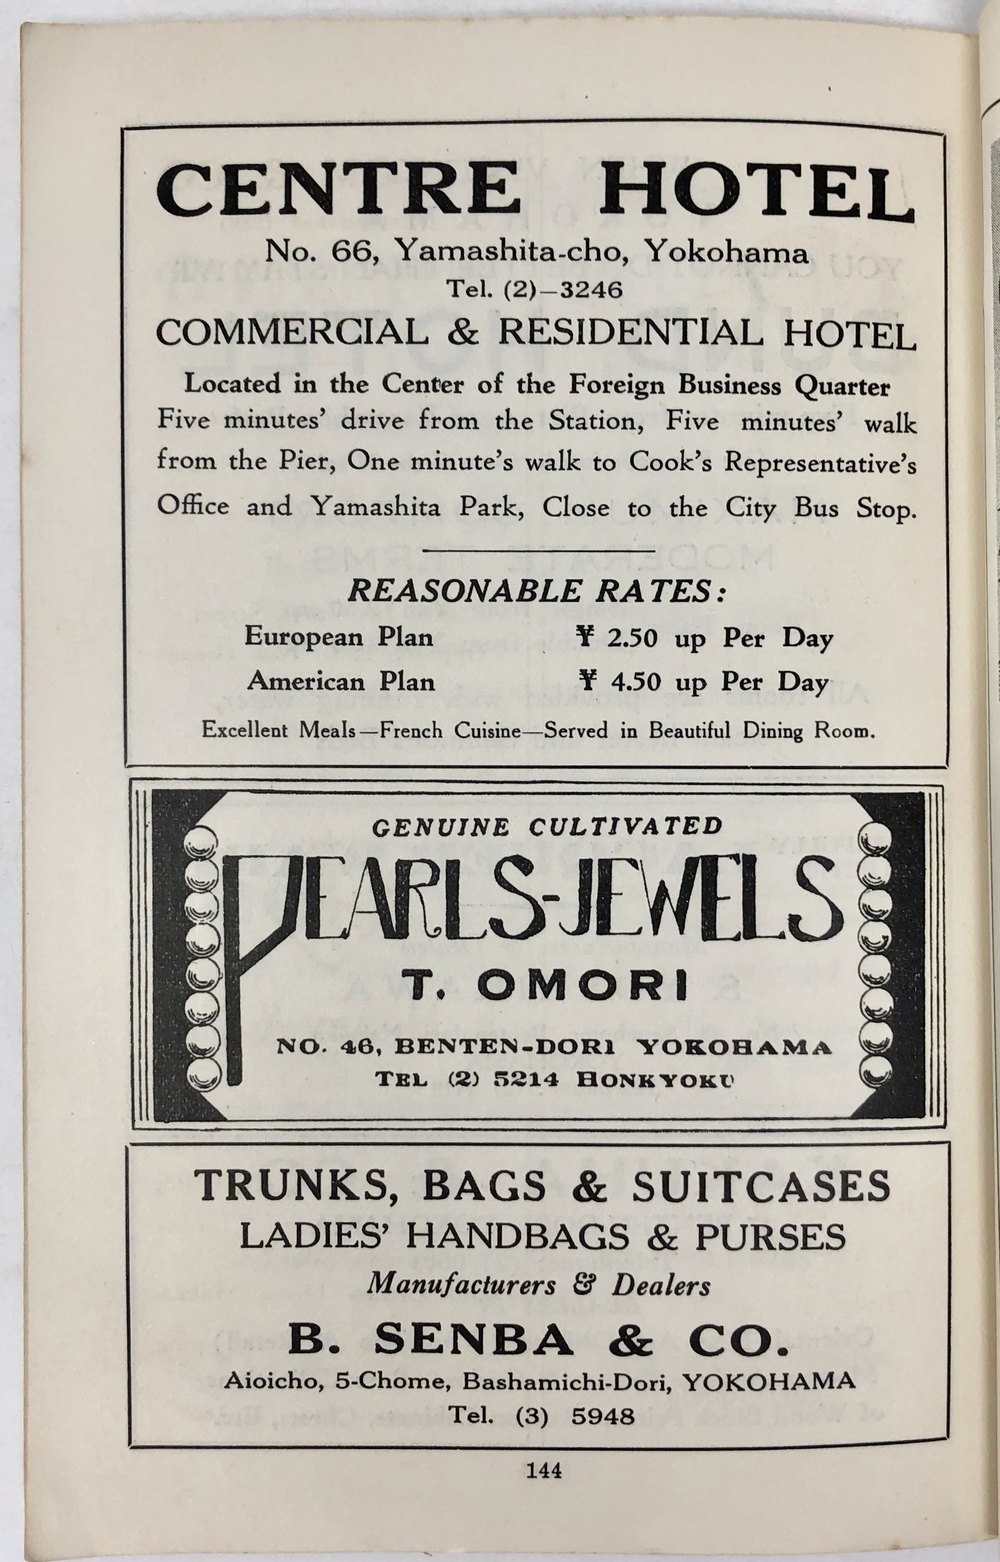 CENTRE HOTEL
No. 66, Yamashita-cho, Yokohama
Tel. (2)—3246
COMMERCIAL & RESIDENTIAL HOTEL
Located in the Center of the Foreign Business Quarter
Five minutes' drive from the Station, Five minutes' walk
from the Pier, One minute's walk to Cook's Representative's
Office and Yamashita Park, Close to the City Bus Stop.
REASONABLE RATES:
European Plan ¥ 2.50 up Per Day
American Plan ¥ 4.50 up Per Day
Excellent Meals—French Cuisine—Served in Beautiful Dining Room.
GENUINE CULTIVATED
PEARLS-JEWELS
T. OMORI
NO. 46, BENTEN-DORI YOKOHAMA
TEL (2) 5214 HONKYOKU
TRUNKS, BAGS & SUITCASES
LADIES' HANDBAGS & PURSES
Manufacturers & Dealers
B. SENBA & CO.
Aioicho, 5-Chome, Bashamichi-Dori, YOKOHAMA
Tel. (3) 5948
144